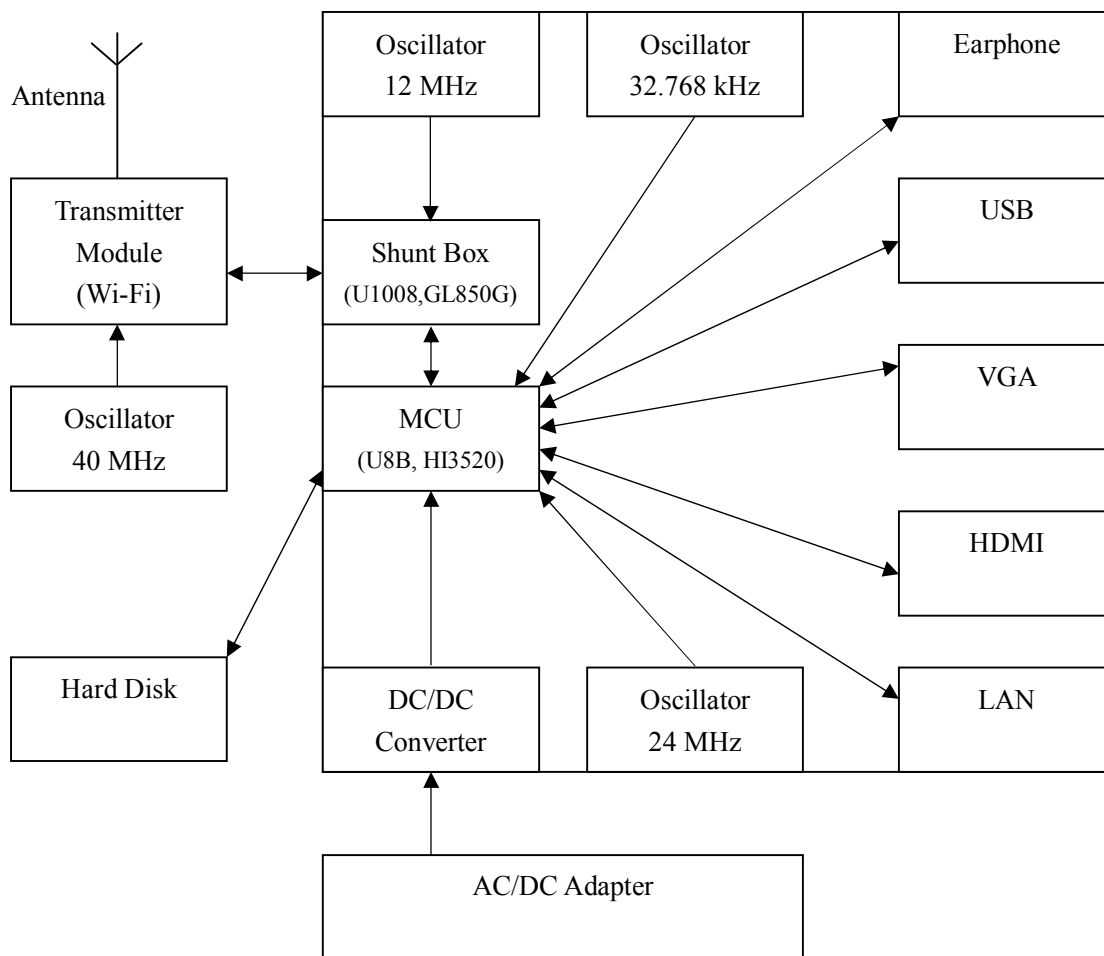 Oscillator
12 MHz
Oscillator
32.768 kHz
Earphone
Antenna
Transmitter
Module
(Wi-Fi)
Shunt Box
(U1008,GL850G)
USB
Oscillator
40 MHz
MCU
(U8B, HI3520)
VGA
HDMI
Hard Disk
DC/DC
Converter
Oscillator
24 MHz
LAN
AC/DC Adapter